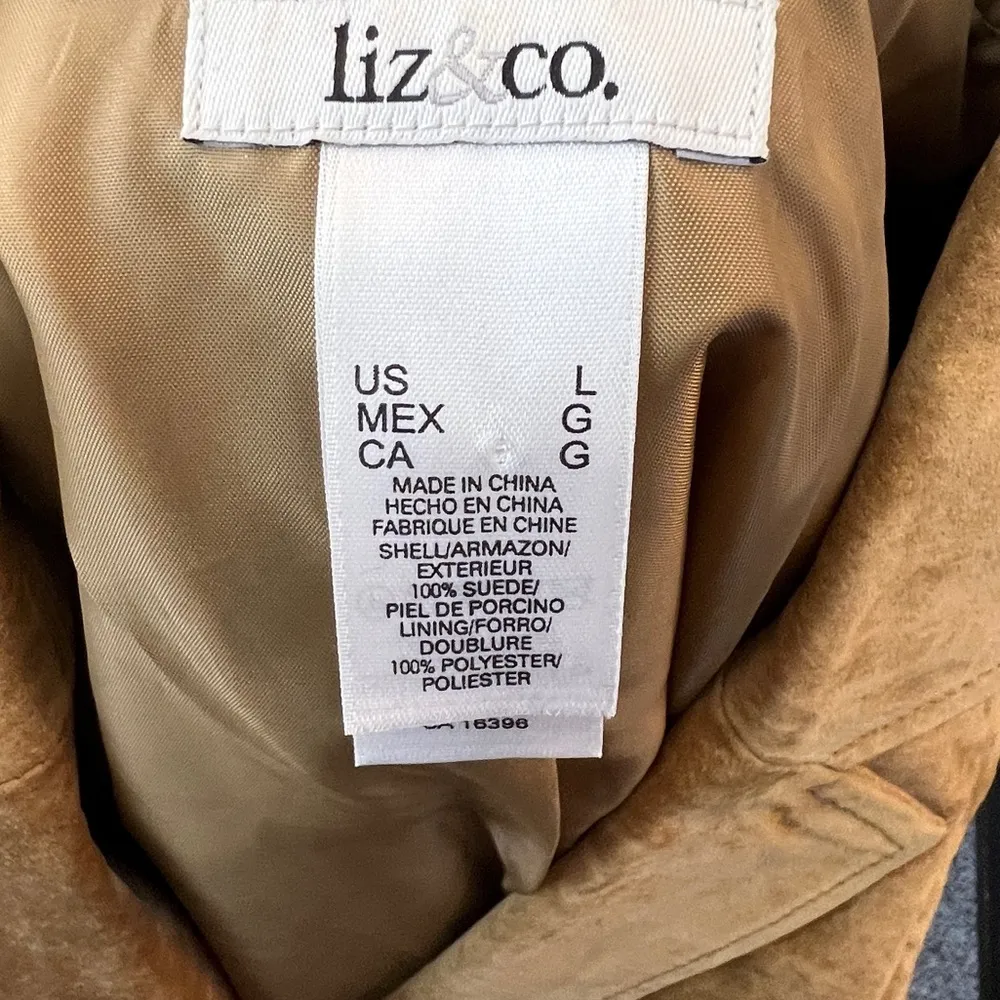 liz&co.
US L
MEX G
CA G
MADE IN CHINA
HECHO EN CHINA
FABRIQUE EN CHINE
SHELL/ARMAZON/
EXTERIEUR
100% SUEDE/
PIEL DE PORCINO
LINING/FORRO/
DOUBLURE
100% POLYESTER/
POLIESTER
16398